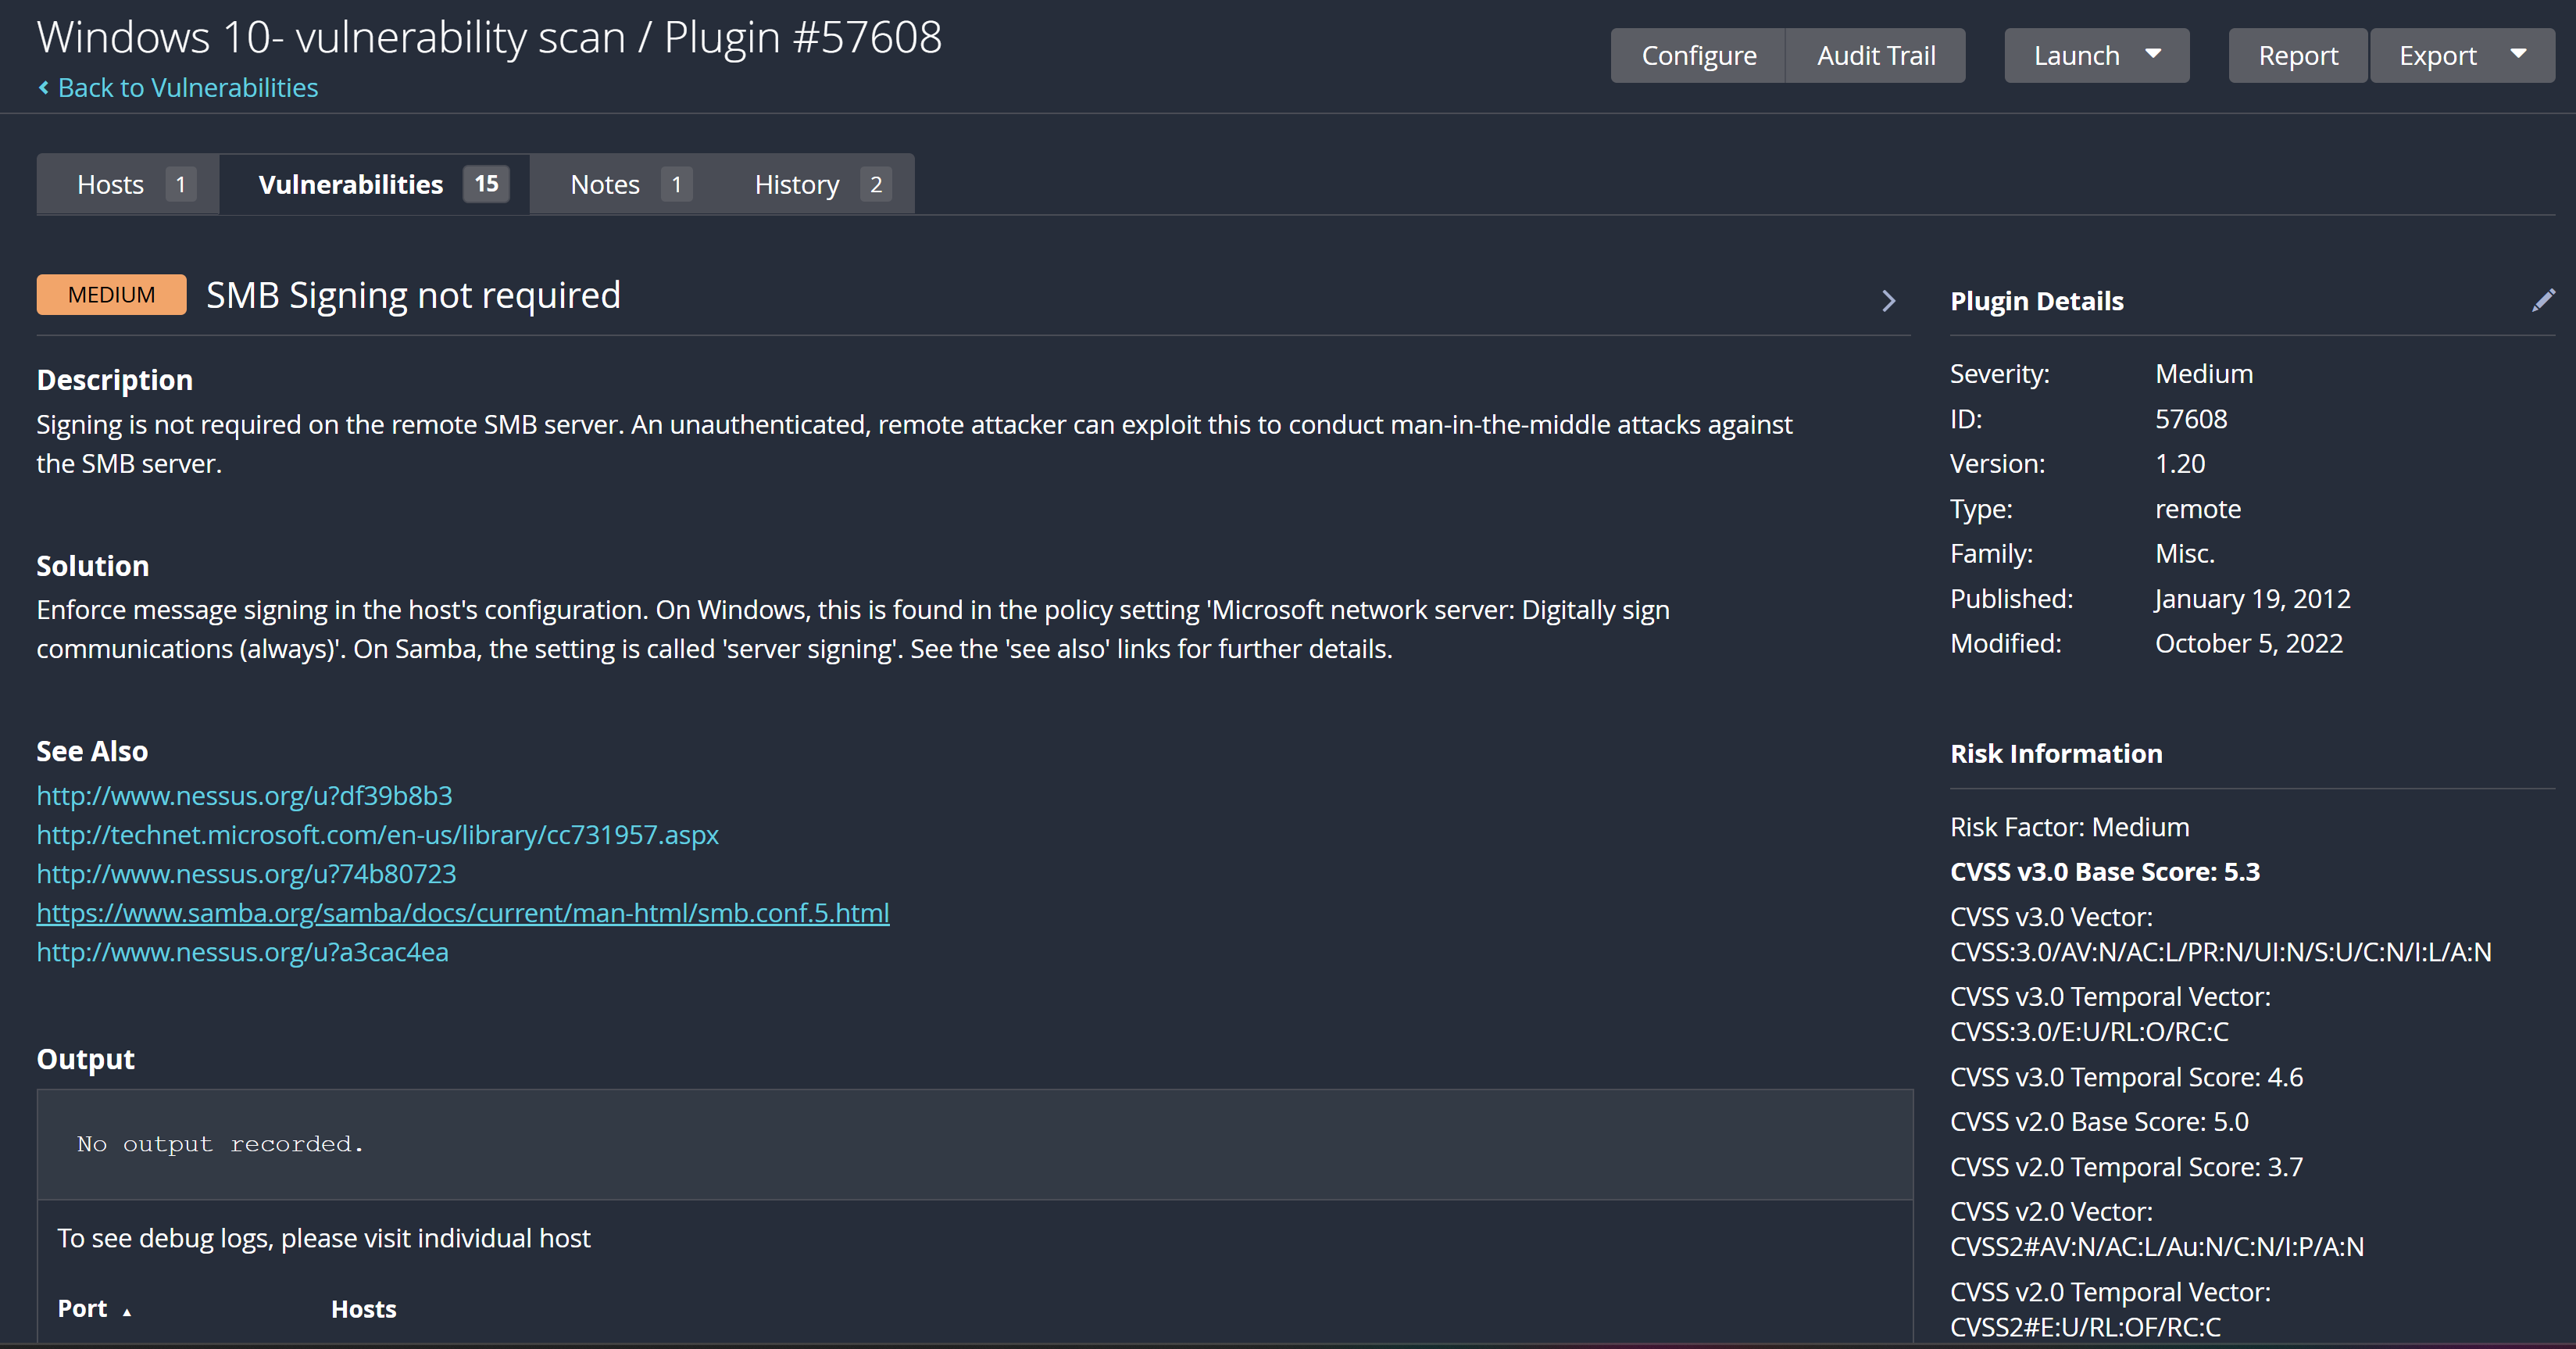 Windows 10- vulnerability scan / Plugin #57608
Back to Vulnerabilities
Configure
Audit Trail
Launch
Report
Export
Hosts 1
Vulnerabilities 15
Notes 1
History 2
MEDIUM
SMB Signing not required
Description
Signing is not required on the remote SMB server. An unauthenticated, remote attacker can exploit this to conduct man-in-the-middle attacks against
the SMB server.
Solution
Enforce message signing in the host's configuration. On Windows, this is found in the policy setting 'Microsoft network server: Digitally sign
communications (always)'. On Samba, the setting is called 'server signing'. See the 'see also' links for further details.
See Also
http://www.nessus.org/u?df39b8b3
http://technet.microsoft.com/en-us/library/cc731957.aspx
http://www.nessus.org/u?74b80723
https://www.samba.org/samba/docs/current/man-html/smb.conf.5.html
http://www.nessus.org/u?a3cac4ea
Output
No output recorded.
To see debug logs, please visit individual host
Port Hosts
Plugin Details
Severity: Medium
ID: 57608
Version: 1.20
Type: remote
Family: Misc.
Published: January 19, 2012
Modified: October 5, 2022
Risk Information
Risk Factor: Medium
CVSS v3.0 Base Score: 5.3
CVSS v3.0 Vector:
CVSS:3.0/AV:N/AC:L/PR:N/UI:N/S:U/C:N/I:L/A:N
CVSS v3.0 Temporal Vector:
CVSS:3.0/E:U/RL:O/RC:C
CVSS v3.0 Temporal Score: 4.6
CVSS v2.0 Base Score: 5.0
CVSS v2.0 Temporal Score: 3.7
CVSS v2.0 Vector:
CVSS2#AV:N/AC:L/Au:N/C:N/I:P/A:N
CVSS v2.0 Temporal Vector:
CVSS2#E:U/RL:OF/RC:C